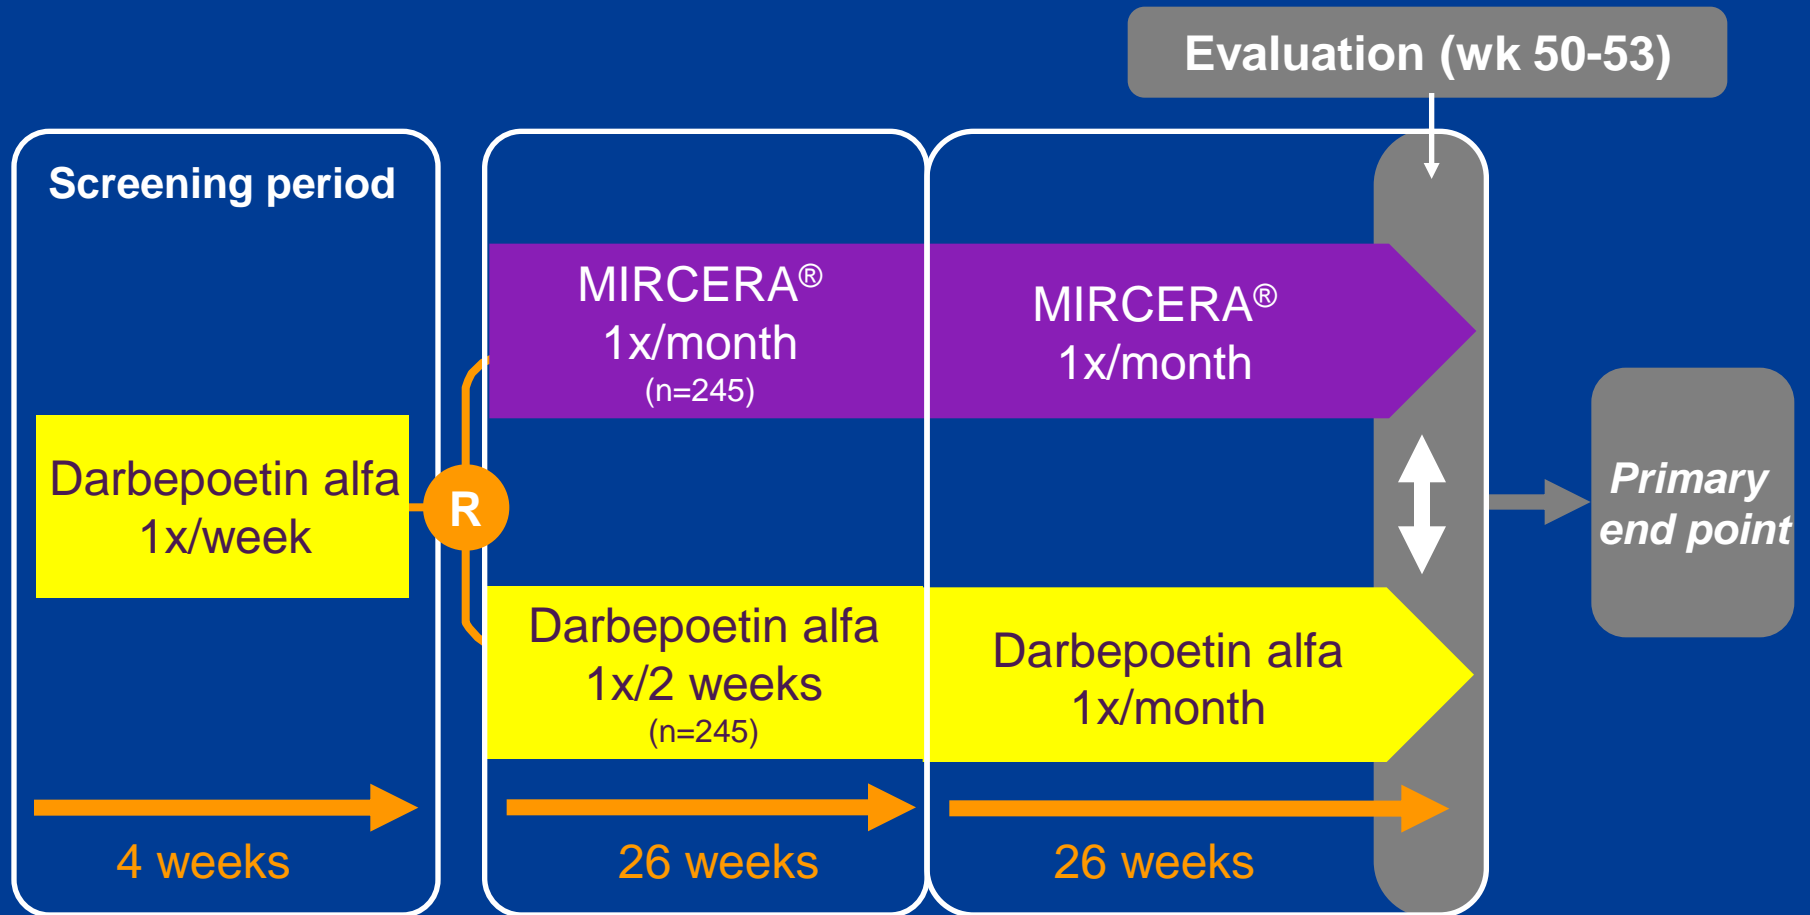 Evaluation (wk 50-53)
Screening period
Darbepoetin alfa
1x/week
R
MIRCERA®
1x/month
(n=245)
MIRCERA®
1x/month
Darbepoetin alfa
1x/2 weeks
(n=245)
Darbepoetin alfa
1x/month
Primary
end point
4 weeks
26 weeks
26 weeks